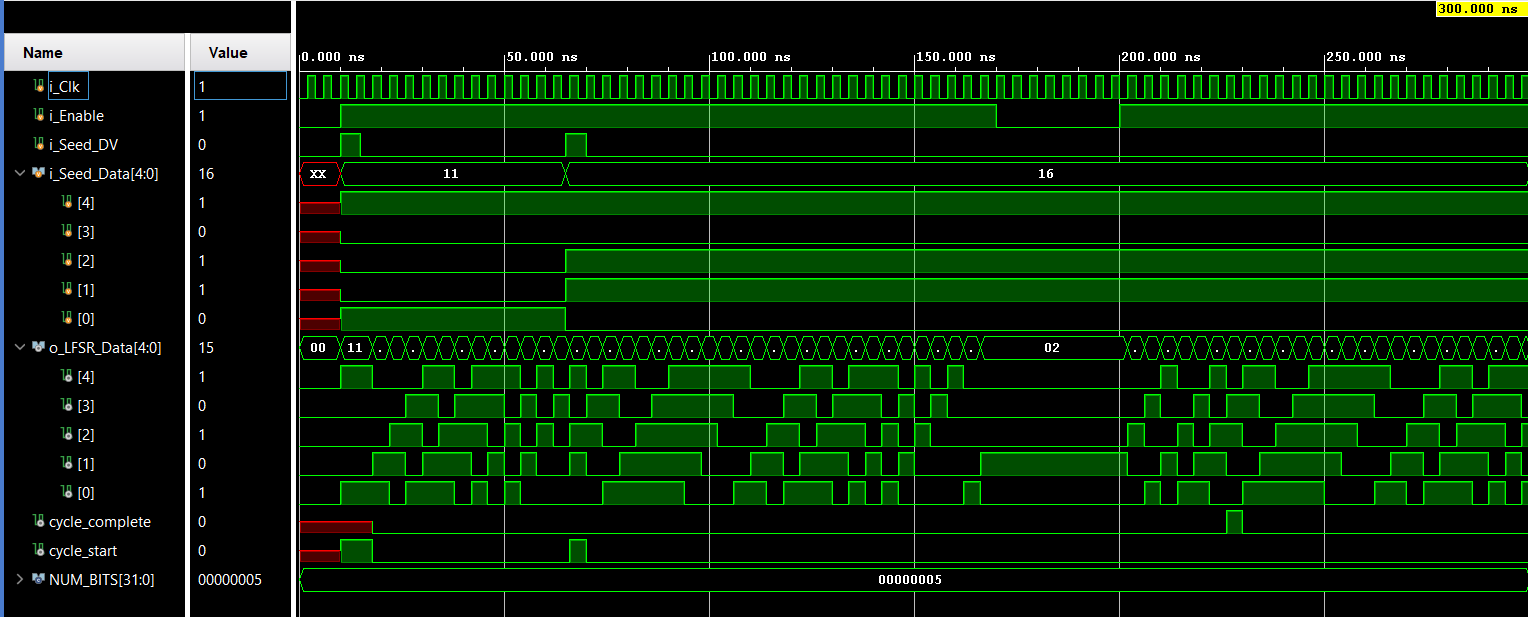 300.000 ns
Name Value
0.000 ns 50.000 ns 100.000 ns 150.000 ns 200.000 ns 250.000 ns
i_Clk 1
i_Enable 1
i_Seed_DV 0
i_Seed_Data[4:0] 16 XX 11 16
[4] 1
[3] 0
[2] 1
[1] 1
[0] 0
o_LFSR_Data[4:0] 15 00 11 02
[4] 1
[3] 0
[2] 1
[1] 0
[0] 1
cycle_complete 0
cycle_start 0
NUM_BITS[31:0] 00000005 00000005